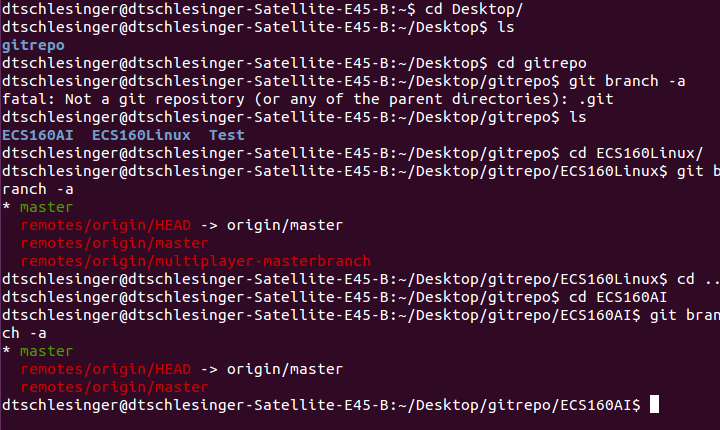 dtschlesinger@dtschlesinger-Satellite-E45-B:~$ cd Desktop/
dtschlesinger@dtschlesinger-Satellite-E45-B:~/Desktop$ ls
gitrepo
dtschlesinger@dtschlesinger-Satellite-E45-B:~/Desktop$ cd gitrepo
dtschlesinger@dtschlesinger-Satellite-E45-B:~/Desktop/gitrepo$ git branch -a
fatal: Not a git repository (or any of the parent directories): .git
dtschlesinger@dtschlesinger-Satellite-E45-B:~/Desktop/gitrepo$ ls
ECS160AI  ECS160Linux  Test
dtschlesinger@dtschlesinger-Satellite-E45-B:~/Desktop/gitrepo$ cd ECS160Linux/
dtschlesinger@dtschlesinger-Satellite-E45-B:~/Desktop/gitrepo/ECS160Linux$ git b
ranch -a
* master
  remotes/origin/HEAD -> origin/master
  remotes/origin/master
  remotes/origin/multiplayer-masterbranch
dtschlesinger@dtschlesinger-Satellite-E45-B:~/Desktop/gitrepo/ECS160Linux$ cd ..
dtschlesinger@dtschlesinger-Satellite-E45-B:~/Desktop/gitrepo$ cd ECS160AI
dtschlesinger@dtschlesinger-Satellite-E45-B:~/Desktop/gitrepo/ECS160AI$ git bran
ch -a
* master
  remotes/origin/HEAD -> origin/master
  remotes/origin/master
dtschlesinger@dtschlesinger-Satellite-E45-B:~/Desktop/gitrepo/ECS160AI$